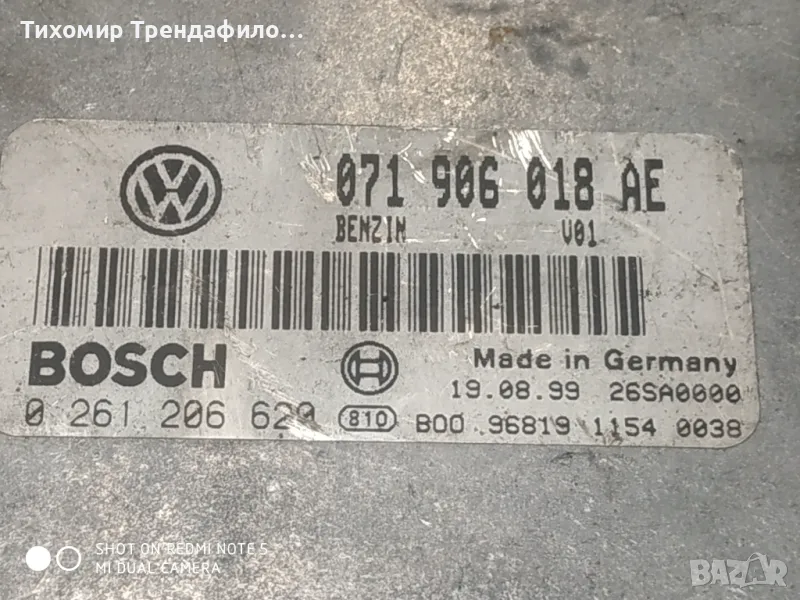 Тихомир Трендафило...
071 906 018 AE
BENZIN V01
BOSCH
Made in Germany
19.08.99 26SA0000
0 261 206 629 810 B00 96819 1154 0038
SHOT ON REDMI NOTE 5
MI DUAL CAMERA
BAZAR